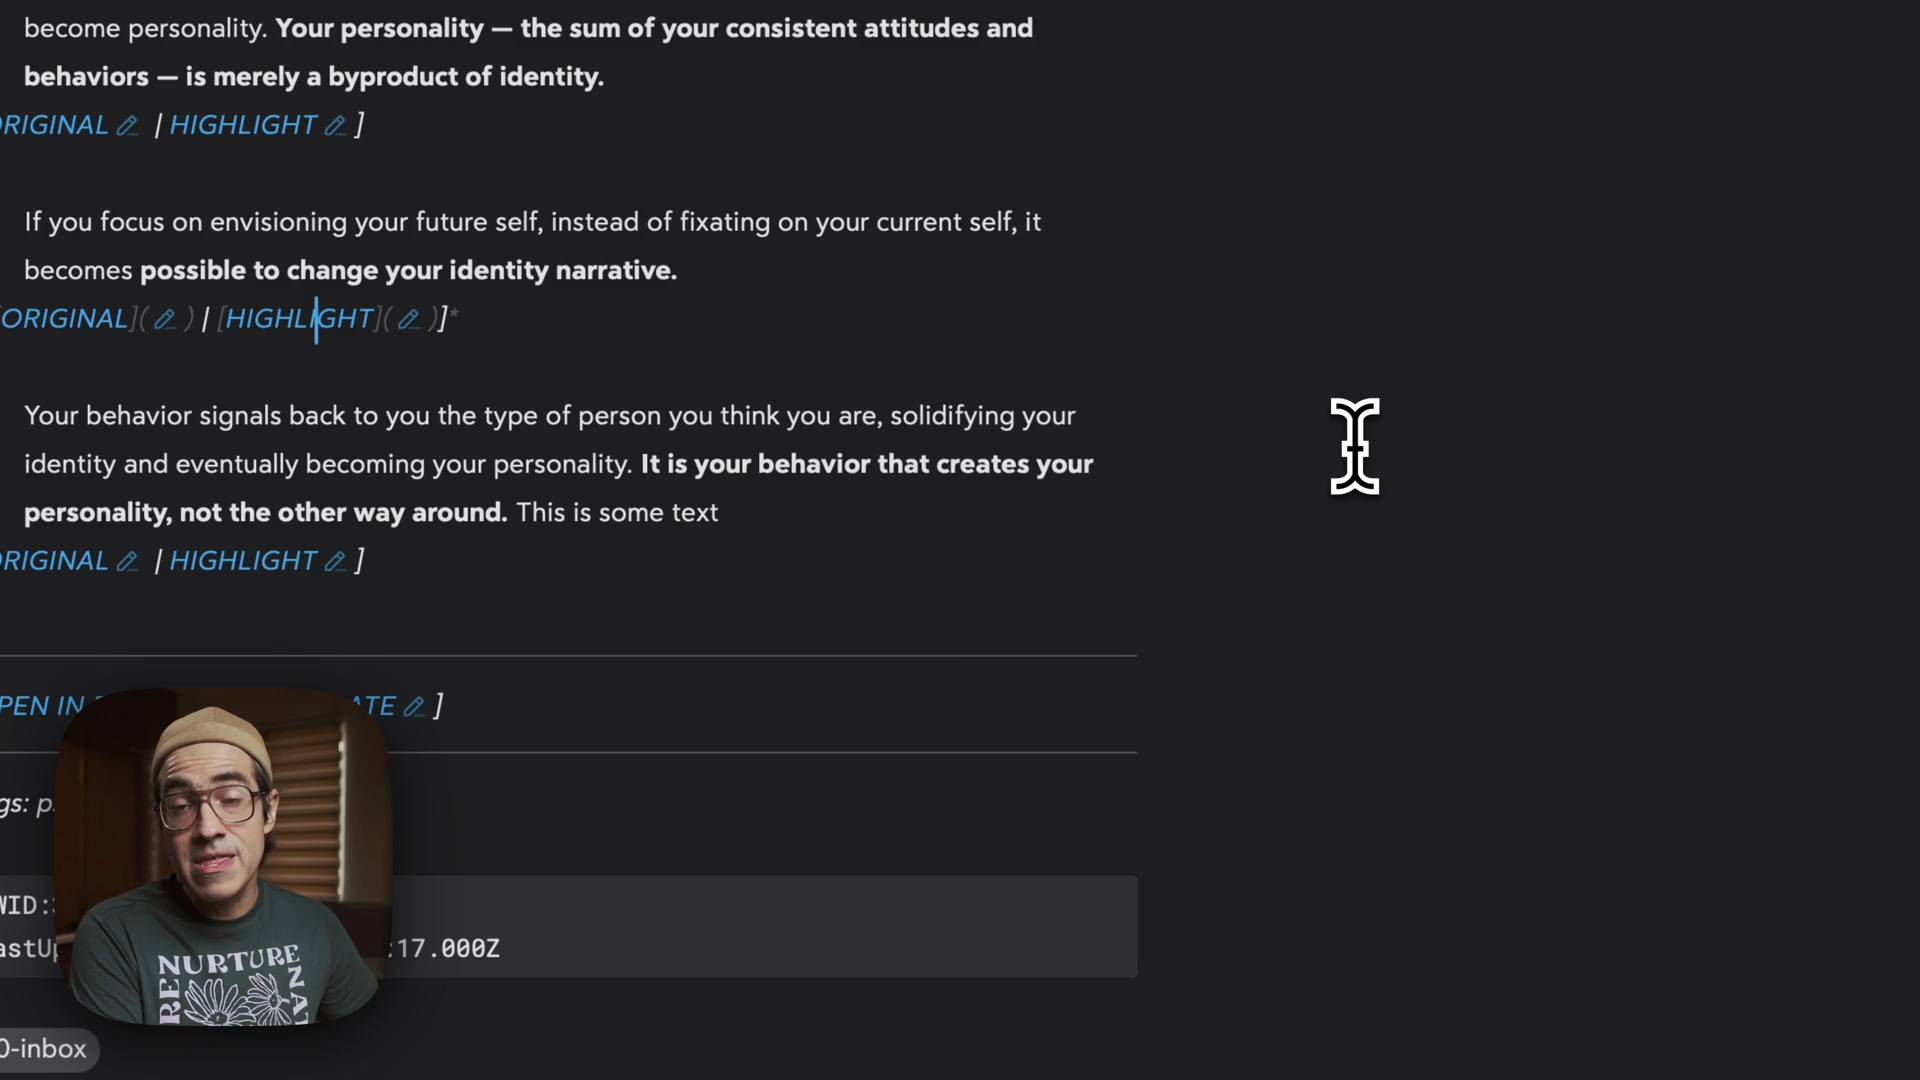 become personality. Your personality — the sum of your consistent attitudes and
behaviors — is merely a byproduct of identity.
RIGINAL | HIGHLIGHT ]
If you focus on envisioning your future self, instead of fixating on your current self, it
becomes possible to change your identity narrative.
ORIGINAL]( ) | [HIGHLIGHT]( )]*
Your behavior signals back to you the type of person you think you are, solidifying your
identity and eventually becoming your personality. It is your behavior that creates your
personality, not the other way around. This is some text
RIGINAL | HIGHLIGHT ]
PEN IN ATE ]
gs: p
WID:
astUp :17.000Z
NURTURE
0-inbox